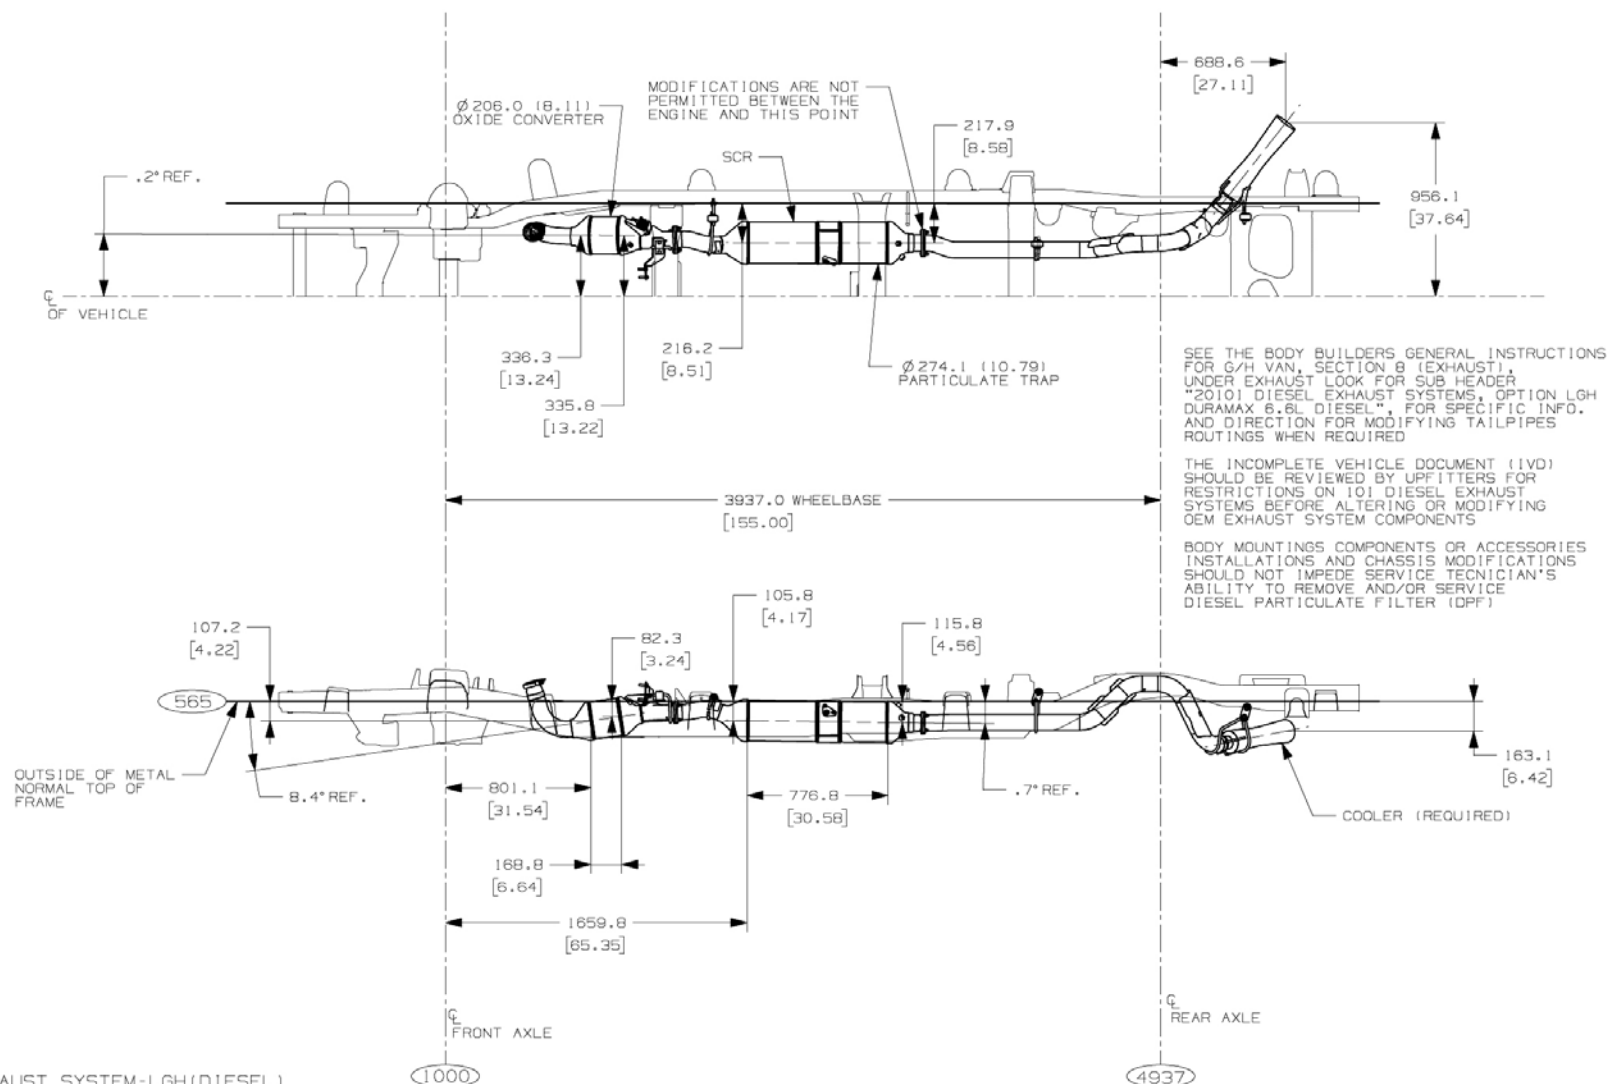 688.6
[27.11]
MODIFICATIONS ARE NOT
PERMITTED BETWEEN THE
ENGINE AND THIS POINT
Ø206.0 (8.11)
OXIDE CONVERTER
217.9
[8.58]
SCR
.2° REF.
956.1
[37.64]
℄
OF VEHICLE
336.3
[13.24]
335.8
[13.22]
216.2
[8.51]
Ø274.1 (10.79)
PARTICULATE TRAP
SEE THE BODY BUILDERS GENERAL INSTRUCTIONS
FOR G/H VAN, SECTION 8 (EXHAUST),
UNDER EXHAUST LOOK FOR SUB HEADER
"20101 DIESEL EXHAUST SYSTEMS, OPTION LGH
DURAMAX 6.6L DIESEL", FOR SPECIFIC INFO.
AND DIRECTION FOR MODIFYING TAILPIPES
ROUTINGS WHEN REQUIRED
THE INCOMPLETE VEHICLE DOCUMENT (IVD)
SHOULD BE REVIEWED BY UPFITTERS FOR
RESTRICTIONS ON 101 DIESEL EXHAUST
SYSTEMS BEFORE ALTERING OR MODIFYING
OEM EXHAUST SYSTEM COMPONENTS
BODY MOUNTINGS COMPONENTS OR ACCESSORIES
INSTALLATIONS AND CHASSIS MODIFICATIONS
SHOULD NOT IMPEDE SERVICE TECNICIAN'S
ABILITY TO REMOVE AND/OR SERVICE
DIESEL PARTICULATE FILTER (DPF)
3937.0 WHEELBASE
[155.00]
107.2
[4.22]
82.3
[3.24]
105.8
[4.17]
115.8
[4.56]
565
OUTSIDE OF METAL
NORMAL TOP OF
FRAME
8.4° REF.
801.1
[31.54]
776.8
[30.58]
.7° REF.
163.1
[6.42]
COOLER (REQUIRED)
168.8
[6.64]
1659.8
[65.35]
℄
FRONT AXLE
℄
REAR AXLE
1000
4937
AUST SYSTEM-LGH(DIESEL)